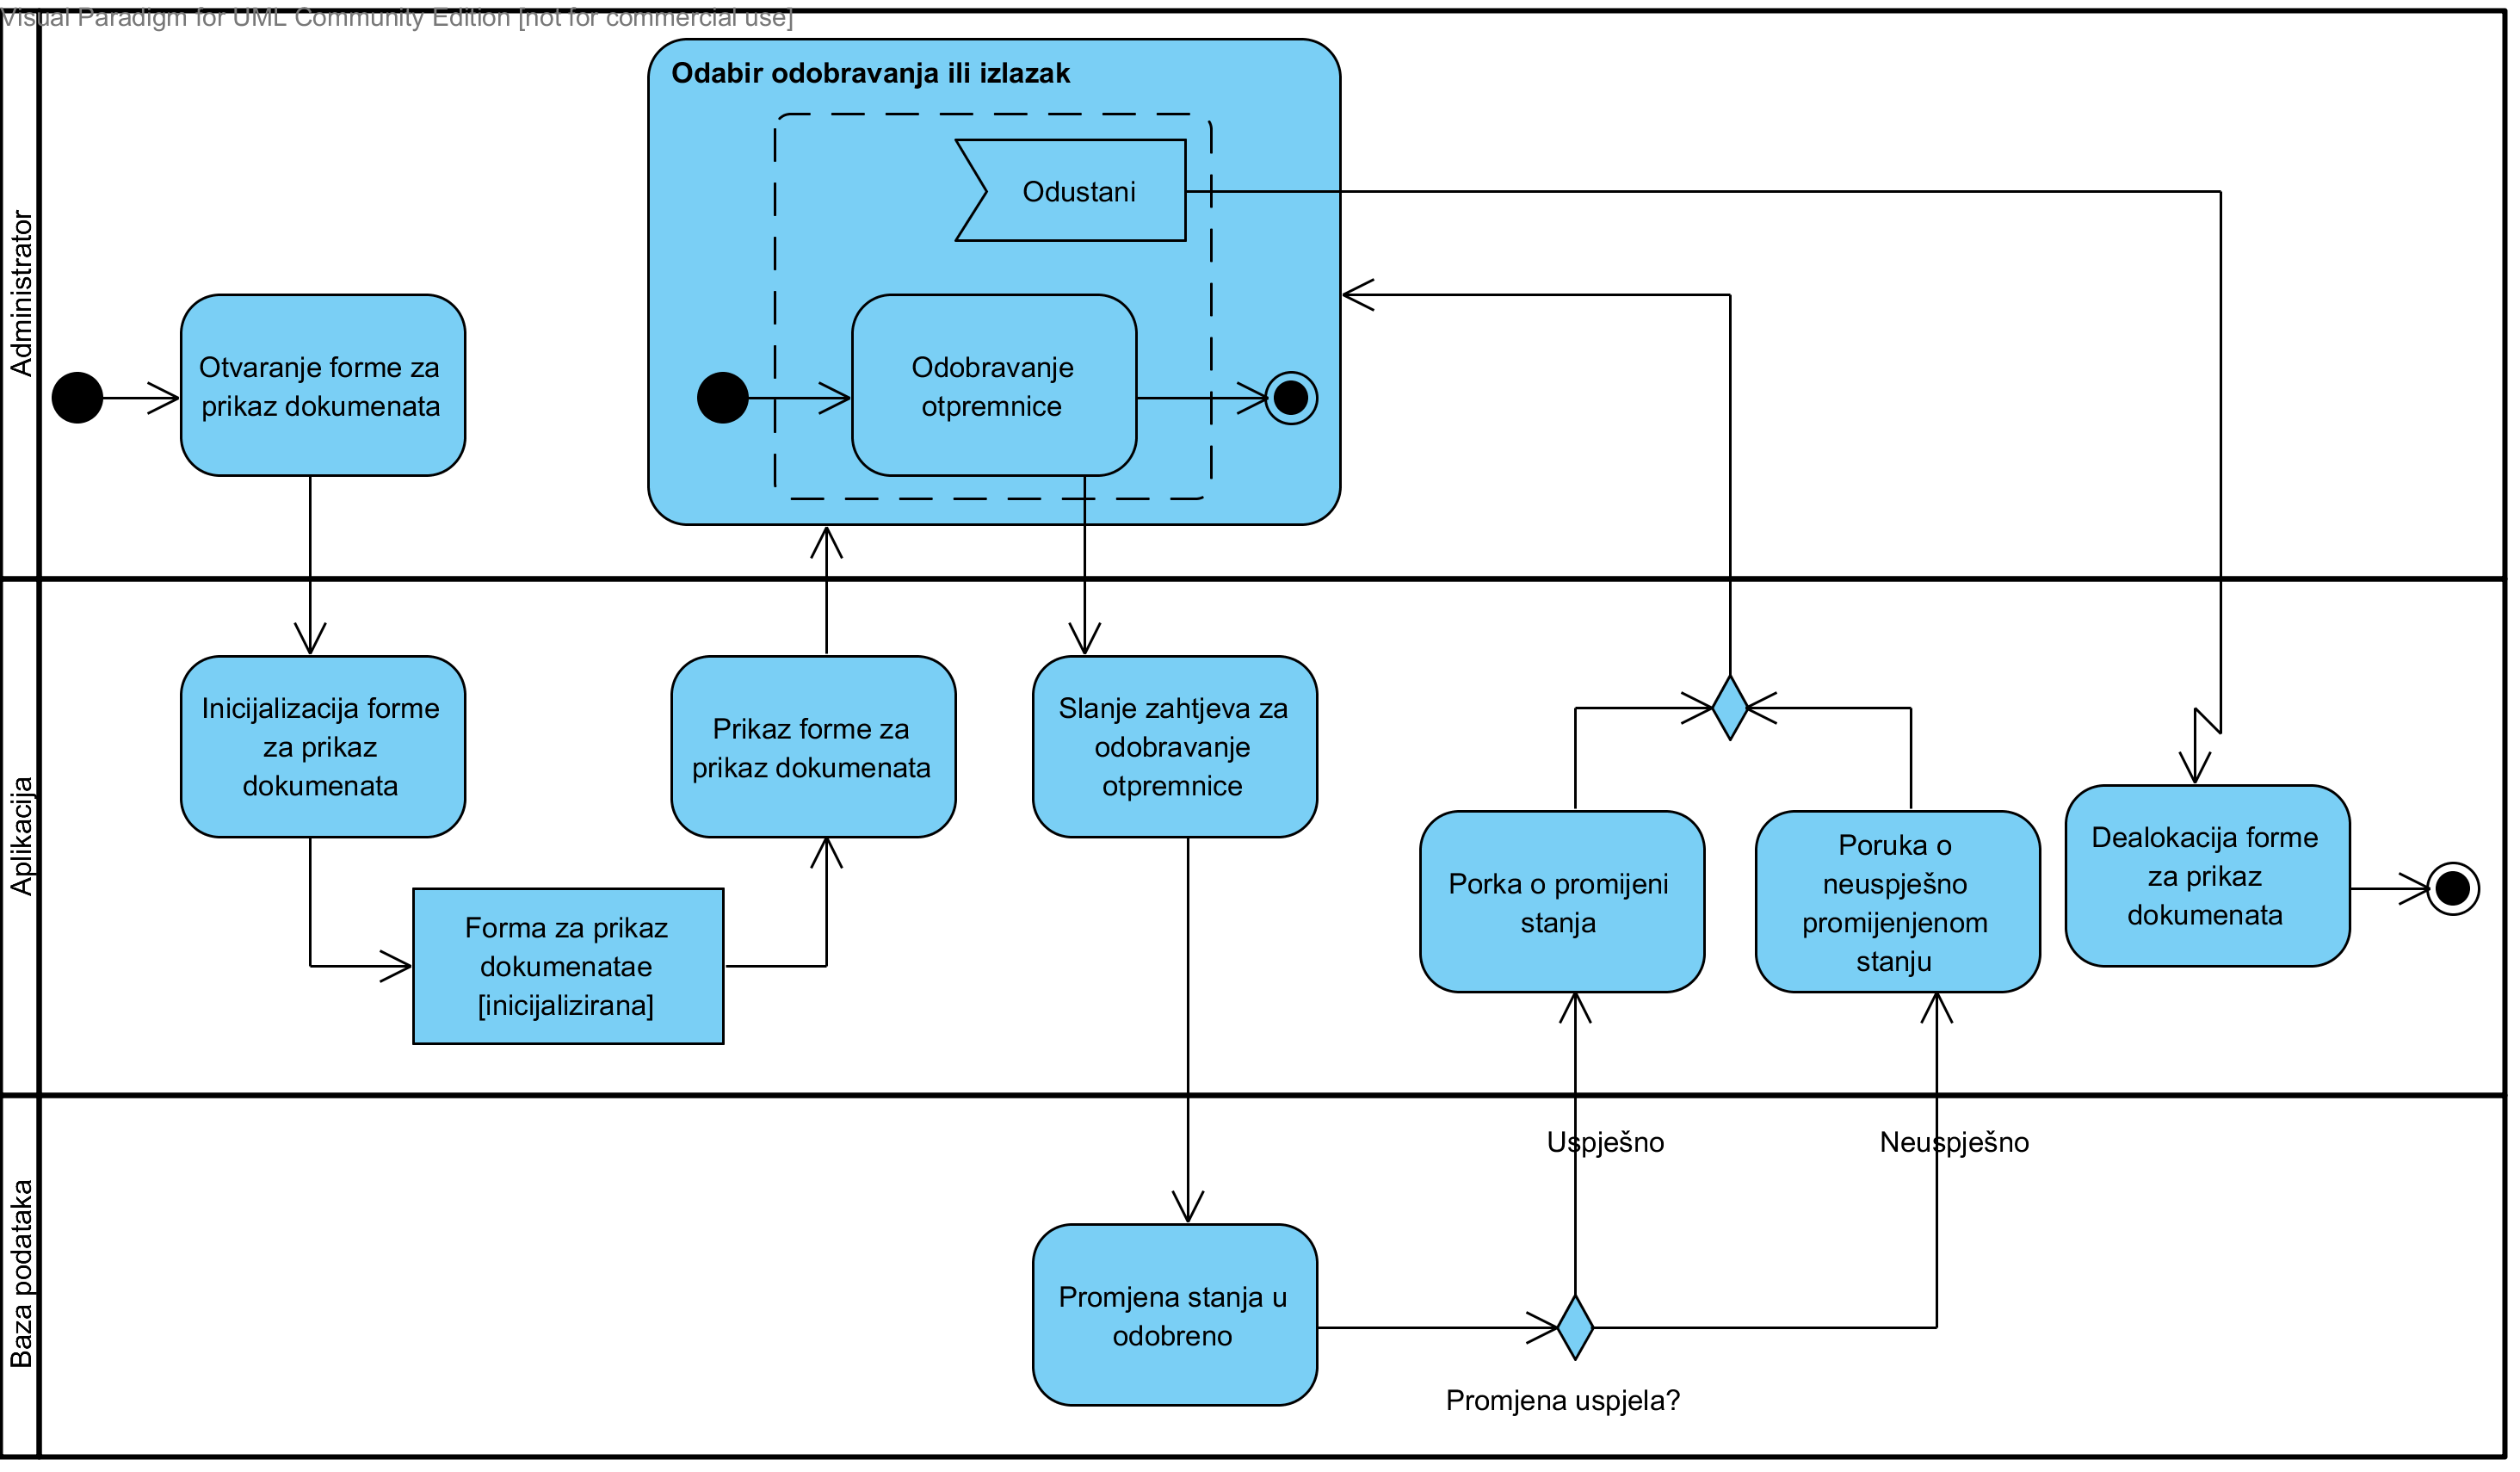 Visual Paradigm for UML Community Edition [not for commercial use]
Administrator
Odabir odobravanja ili izlazak
Odustani
Otvaranje forme za
prikaz dokumenata
Odobravanje
otpremnice
Aplikacija
Inicijalizacija forme
za prikaz
dokumenata
Prikaz forme za
prikaz dokumenata
Slanje zahtjeva za
odobravanje
otpremnice
Forma za prikaz
dokumenatae
[inicijalizirana]
Porka o promijeni
stanja
Poruka o
neuspješno
promijenjenom
stanju
Dealokacija forme
za prikaz
dokumenata
Baza podataka
Uspješno
Neuspješno
Promjena stanja u
odobreno
Promjena uspjela?